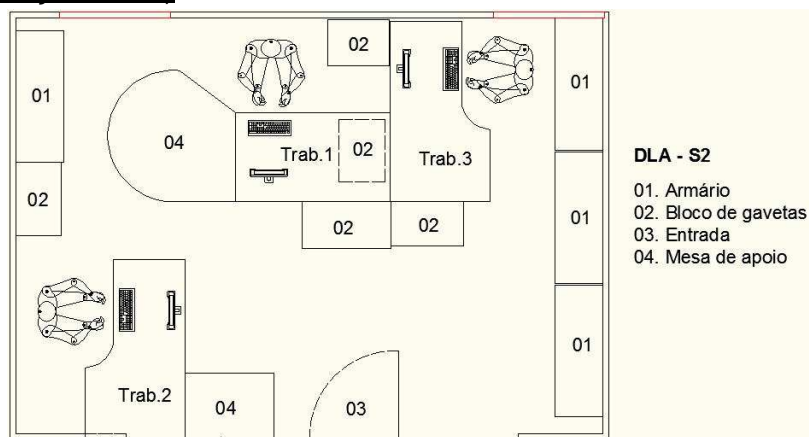 02
01
01
04
Trab.1
02
Trab.3
02
02
02
01
01
Trab.2
04
03
DLA - S2
01. Armário
02. Bloco de gavetas
03. Entrada
04. Mesa de apoio